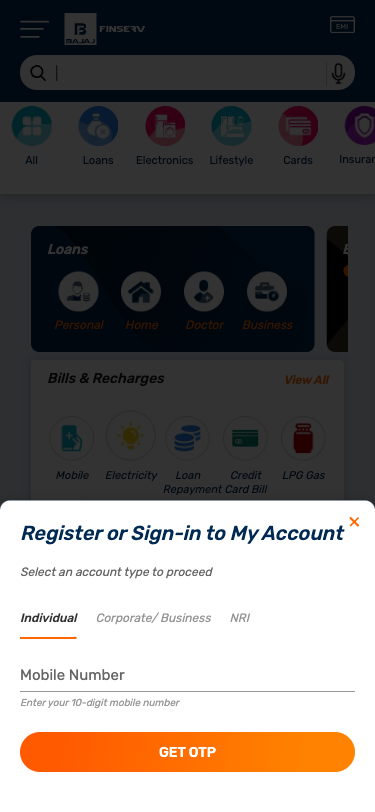 BAJAJ
FINSERV
EMI
All
Loans
Electronics
Lifestyle
Cards
Insuran
Loans
Personal
Home
Doctor
Business
Bills & Recharges
View All
Mobile
Electricity
Loan
Repayment
Credit
Card Bill
LPG Gas
Register or Sign-in to My Account
Select an account type to proceed
Individual
Corporate/ Business
NRI
Mobile Number
Enter your 10-digit mobile number
GET OTP